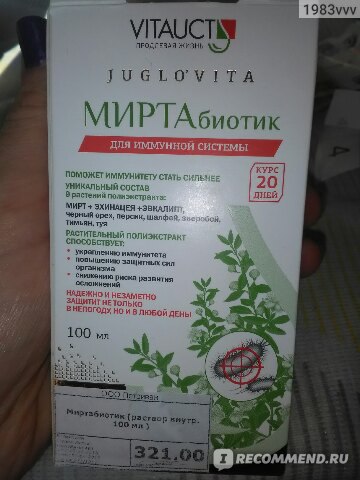 1983vvv
VITAUCT
ПРОДЛЕВАЯ ЖИЗНЬ
JUGLO'VITA
МИРТАбиотик
ДЛЯ ИММУННОЙ СИСТЕМЫ
КУРС
20
ДНЕЙ
ПОМОЖЕТ ИММУНИТЕТУ СТАТЬ СИЛЬНЕЕ
УНИКАЛЬНЫЙ СОСТАВ
9 растений полиэкстракта:
МИРТ + ЭХИНАЦЕЯ + ЭВКАЛИПТ,
черный орех, персик, шалфей, зверобой,
тимьян, туя
РАСТИТЕЛЬНЫЙ ПОЛИЭКСТРАКТ
СПОСОБСТВУЕТ:
• укреплению иммунитета
• повышению защитных сил
организма
• снижению риска развития
осложнений
НАДЕЖНО И НЕЗАМЕТНО
ЗАЩИТИТ НЕ ТОЛЬКО
В НЕПОГОДУ НО И В ЛЮБОЙ ДЕНЬ!
100 мл
ООО
Миртабиотик (раствор внутр.
100 мл)
321.00
IRECOMMEND.RU